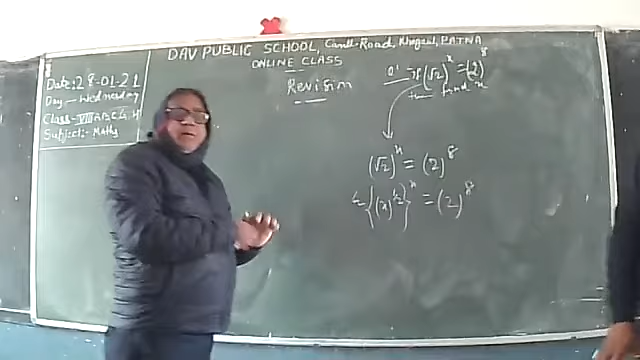 DAV PUBLIC SCHOOL, Cantt-Road, Khagaul, PATNA
ONLINE CLASS
Date:28-01-21
Day - Wednesday
Class - VIII A B C G H
Subject:- Maths
Revision
Q' If (√2)^x = (2)^8
then find x
(√2)^x = (2)^8
{(2)^1/2}^x = (2)^8